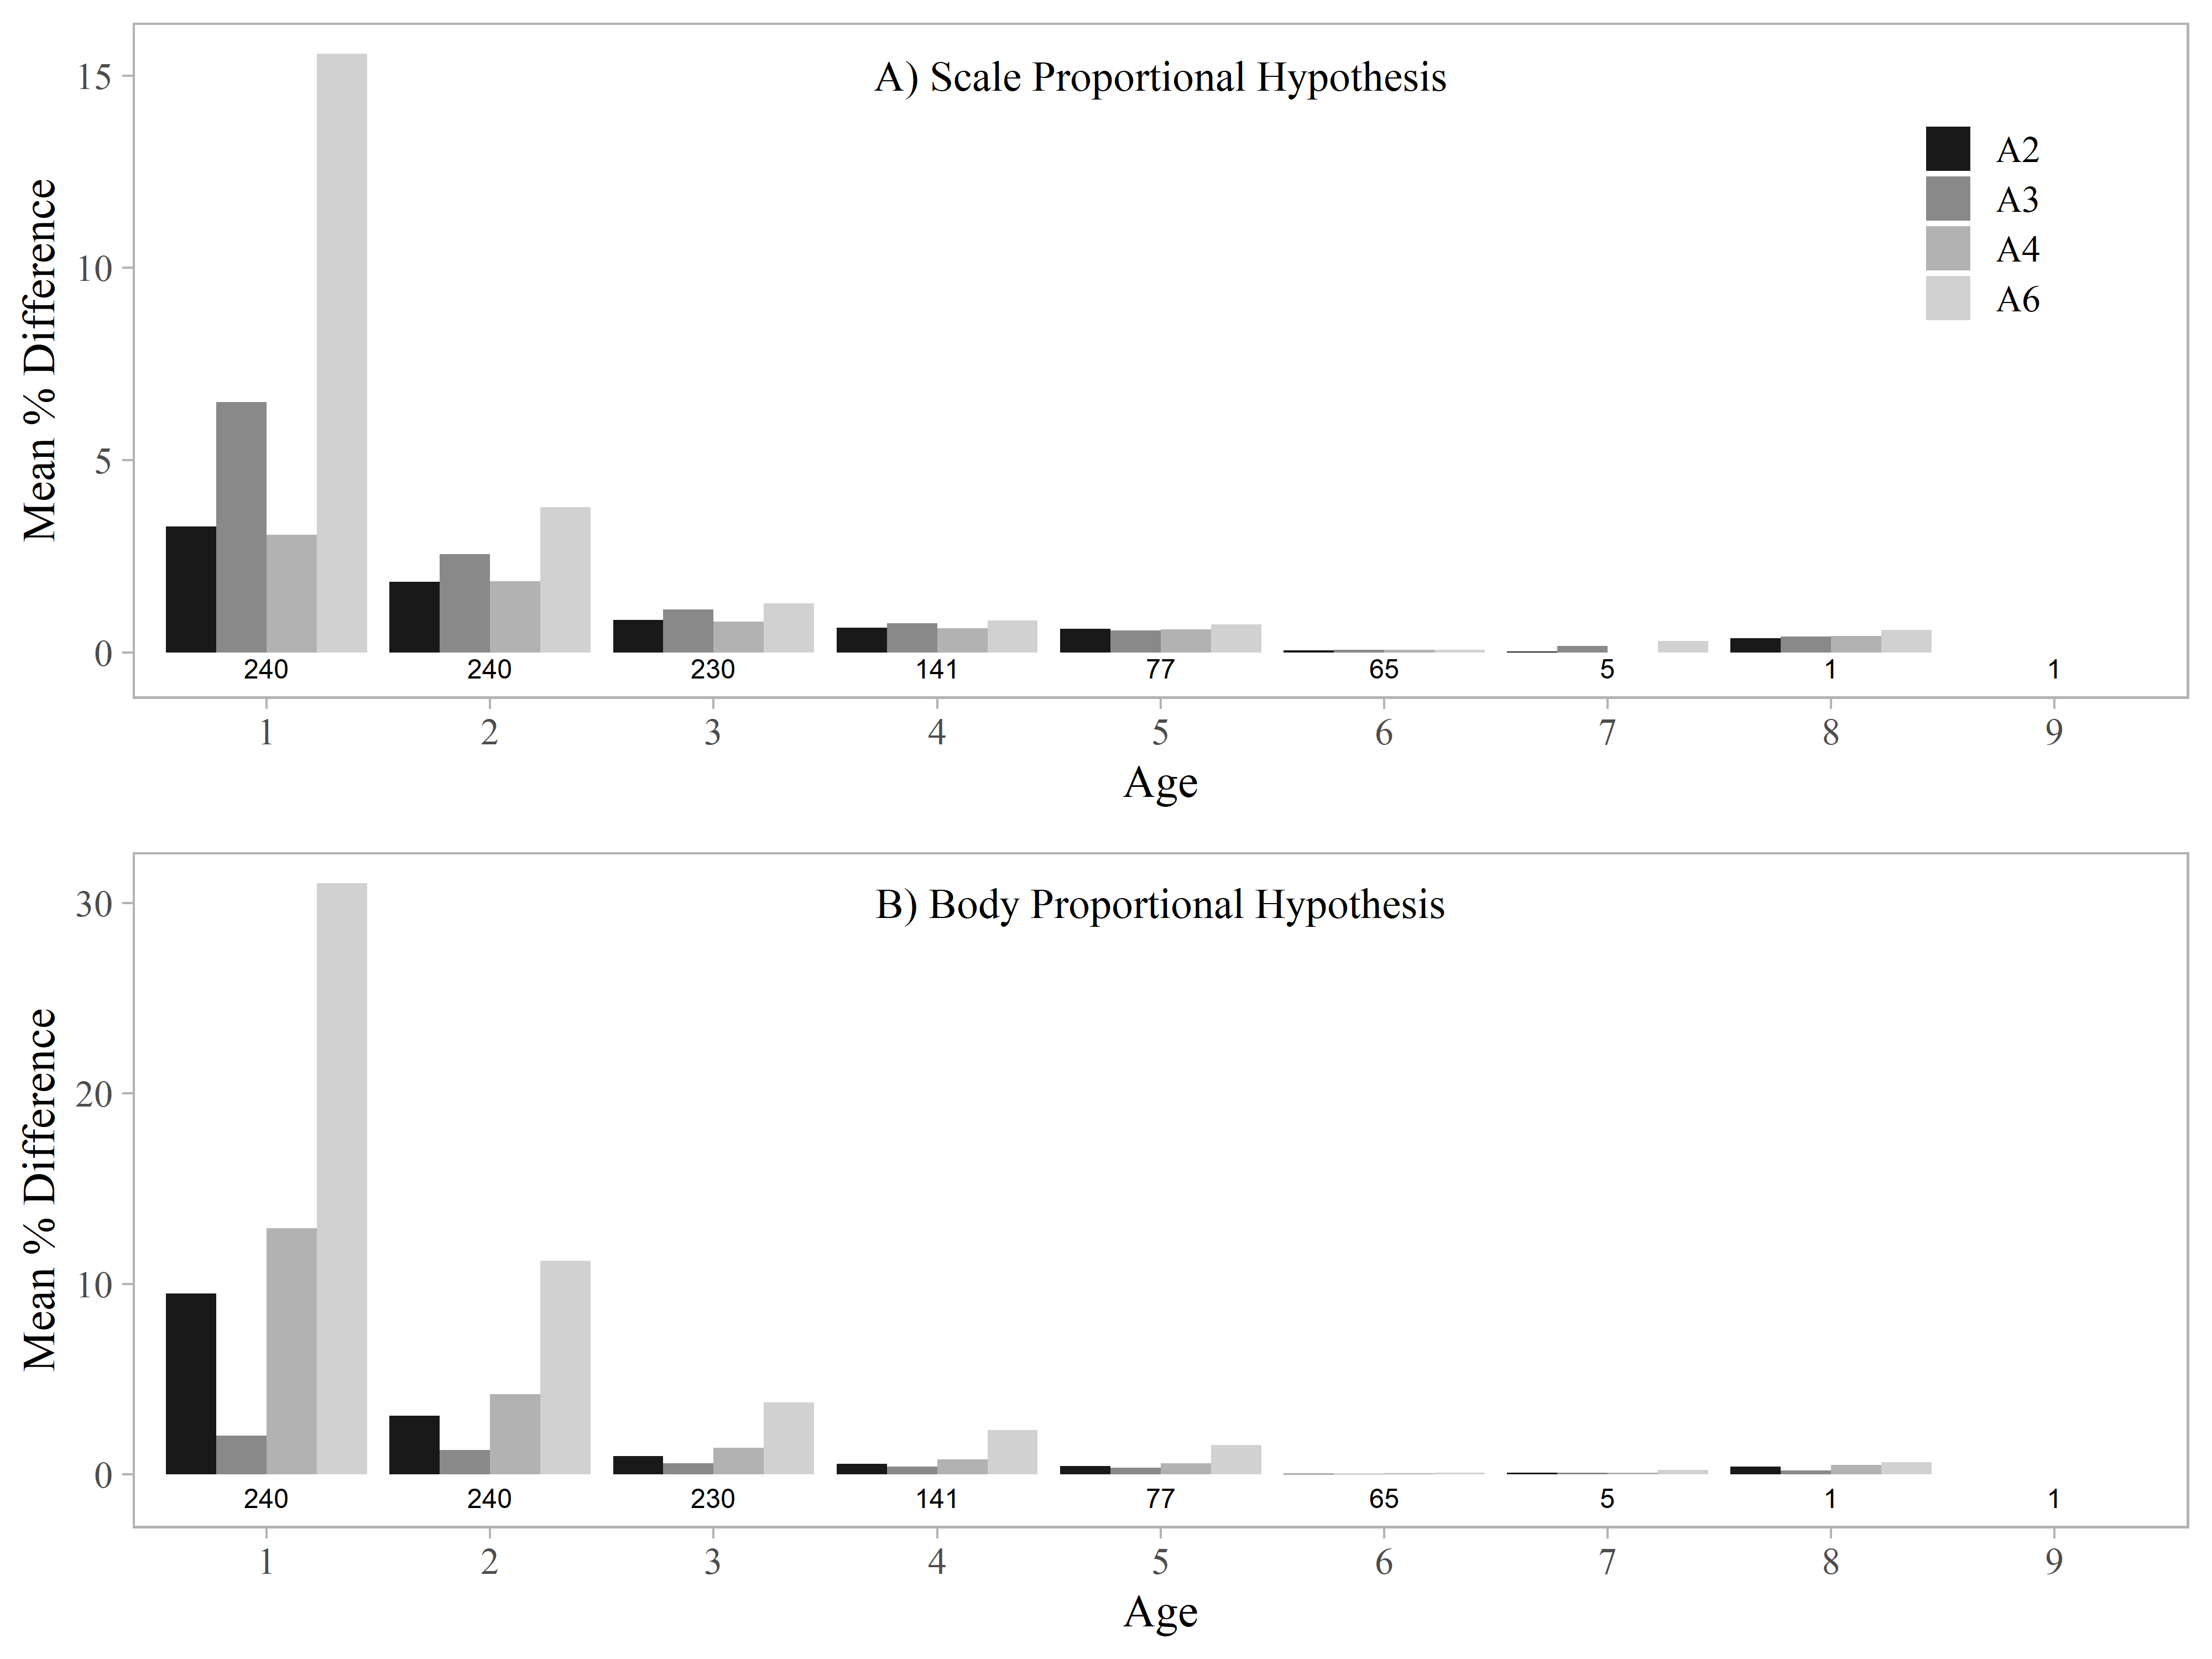 A) Scale Proportional Hypothesis
Mean % Difference
15
10
5
0
A2
A3
A4
A6
240 240 230 141 77 65 5 1 1
1 2 3 4 5 6 7 8 9
Age
B) Body Proportional Hypothesis
Mean % Difference
30
20
10
0
240 240 230 141 77 65 5 1 1
1 2 3 4 5 6 7 8 9
Age